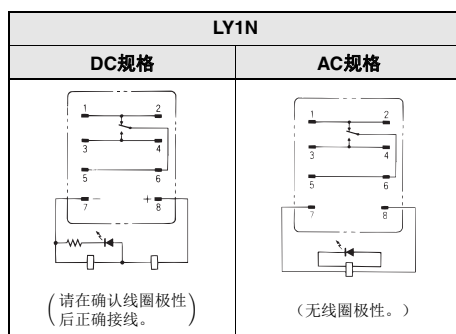 LY1N
DC规格 AC规格
1 2
3 4
5 6
7 − + 8
1 2
3 4
5 6
7 8
(请在确认线圈极性
后正确接线。)
(无线圈极性。)